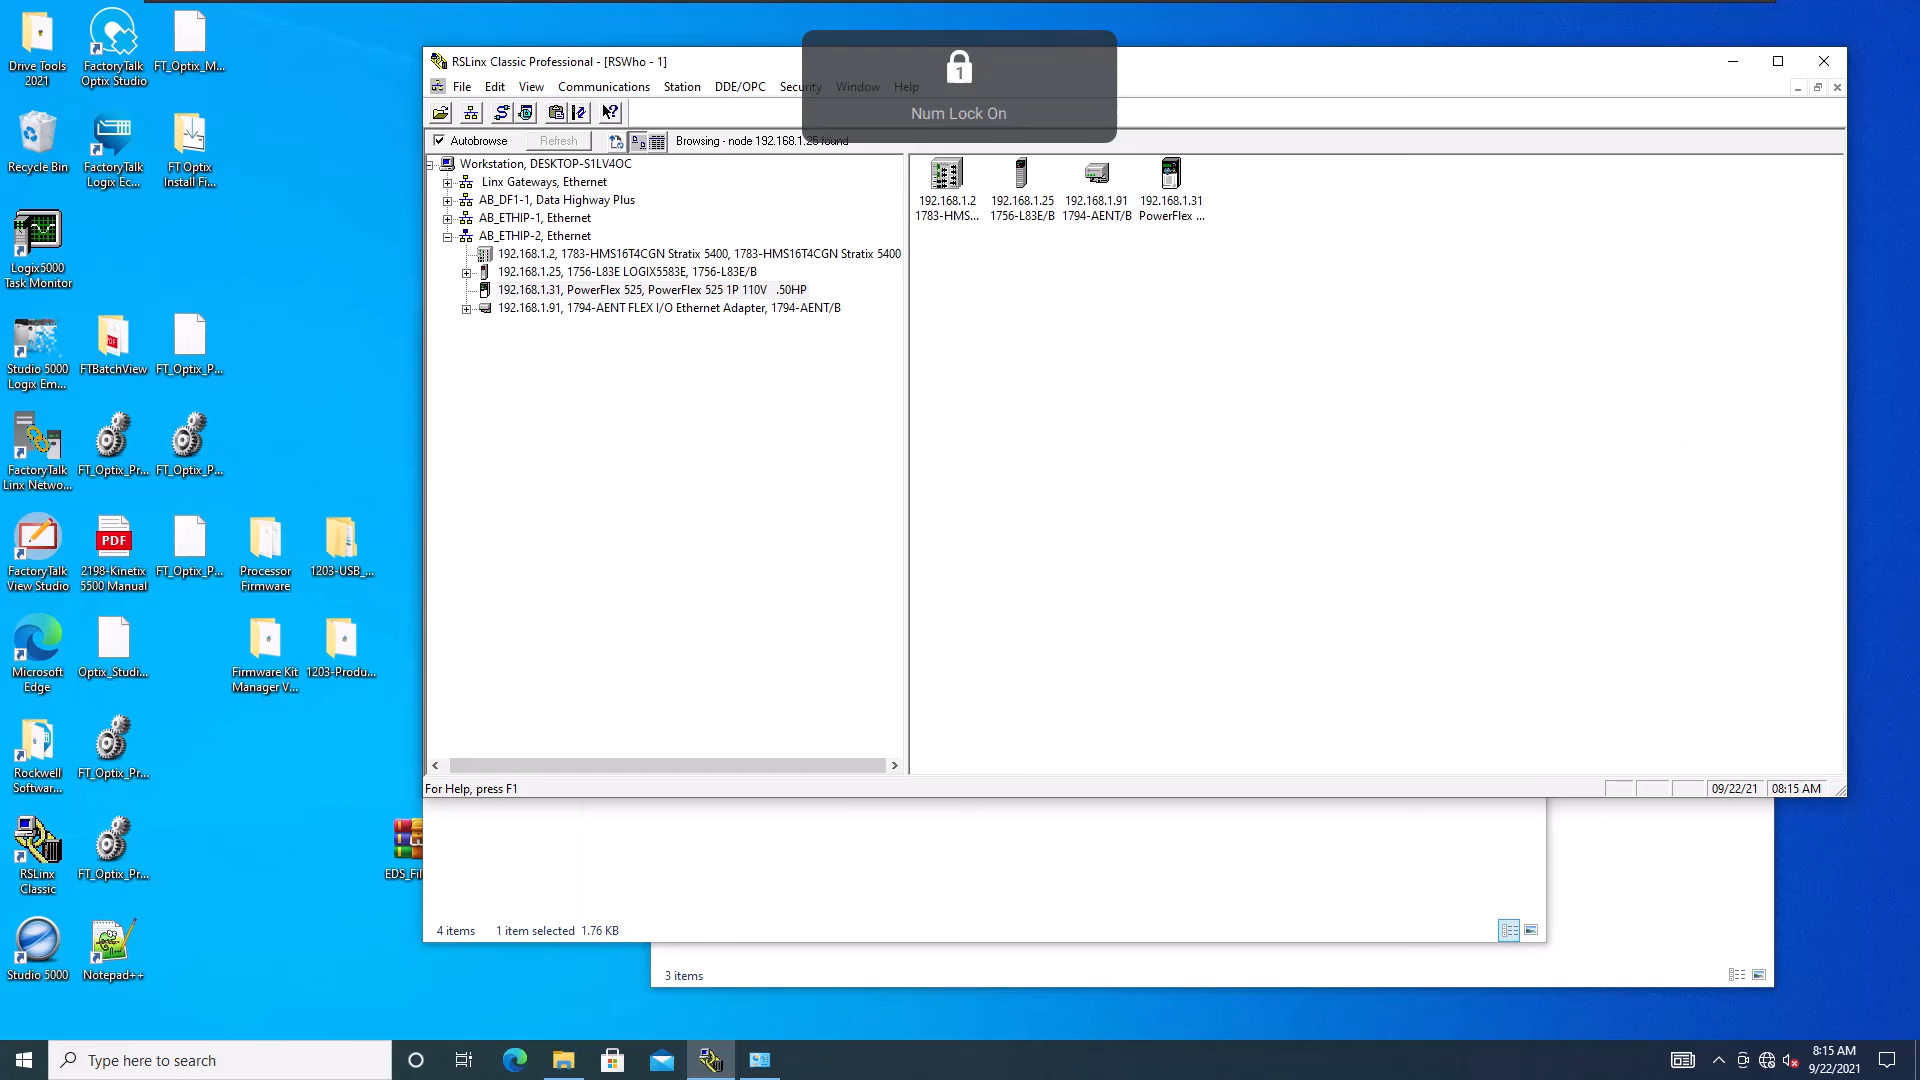 Drive Tools
2021
FactoryTalk
Optix Studio
FT_Optix_M...
Recycle Bin
FactoryTalk
Logix Ec...
FT Optix
Install Fi...
Logix5000
Task Monitor
Studio 5000
Logix Em...
FTBatchView
FT_Optix_P...
FactoryTalk
Linx Netwo...
FT_Optix_Pr...
FT_Optix_P...
FactoryTalk
View Studio
PDF
2198-Kinetix
5500 Manual
FT_Optix_P...
Processor
Firmware
1203-USB_...
Microsoft
Edge
Optix_Studi...
Firmware Kit
Manager V...
1203-Produ...
Rockwell
Softwar...
FT_Optix_Pr...
RSLinx
Classic
FT_Optix_Pr...
EDS_Fil
Studio 5000
Notepad++
RSLinx Classic Professional - [RSWho - 1]
File Edit View Communications Station DDE/OPC Security Window Help
1
Num Lock On
Autobrowse Refresh Browsing - node 192.168.1.25 found
Workstation, DESKTOP-S1LV4OC
Linx Gateways, Ethernet
AB_DF1-1, Data Highway Plus
AB_ETHIP-1, Ethernet
AB_ETHIP-2, Ethernet
192.168.1.2, 1783-HMS16T4CGN Stratix 5400, 1783-HMS16T4CGN Stratix 5400
192.168.1.25, 1756-L83E LOGIX5583E, 1756-L83E/B
192.168.1.31, PowerFlex 525, PowerFlex 525 1P 110V .50HP
192.168.1.91, 1794-AENT FLEX I/O Ethernet Adapter, 1794-AENT/B
192.168.1.2
1783-HMS...
192.168.1.25
1756-L83E/B
192.168.1.91
1794-AENT/B
192.168.1.31
PowerFlex ...
For Help, press F1
09/22/21 08:15 AM
4 items 1 item selected 1.76 KB
3 items
Type here to search
8:15 AM
9/22/2021